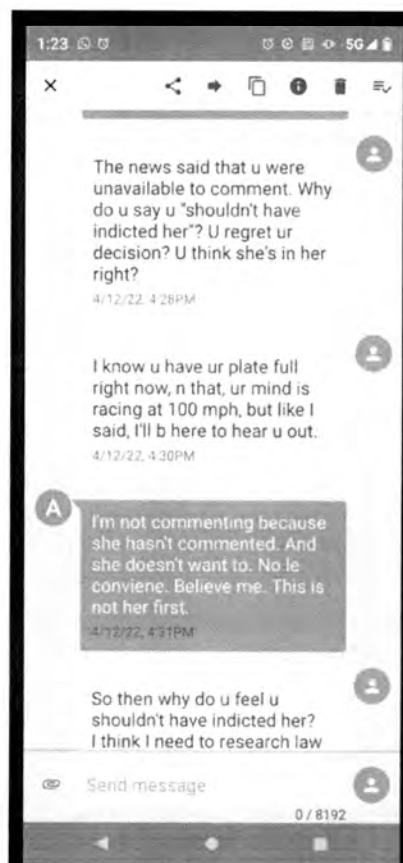 1:23
5G
The news said that u were
unavailable to comment. Why
do u say u "shouldn't have
indicted her"? U regret ur
decision? U think she's in her
right?
4/12/22, 4:28PM
I know u have ur plate full
right now, n that, ur mind is
racing at 100 mph, but like I
said, I'll b here to hear u out.
4/12/22, 4:30PM
A
I'm not commenting because
she hasn't commented. And
she doesn't want to. No le
conviene. Believe me. This is
not her first.
4/12/22, 4:31PM
So then why do u feel u
shouldn't have indicted her?
I think I need to research law
Send message
0 / 8192